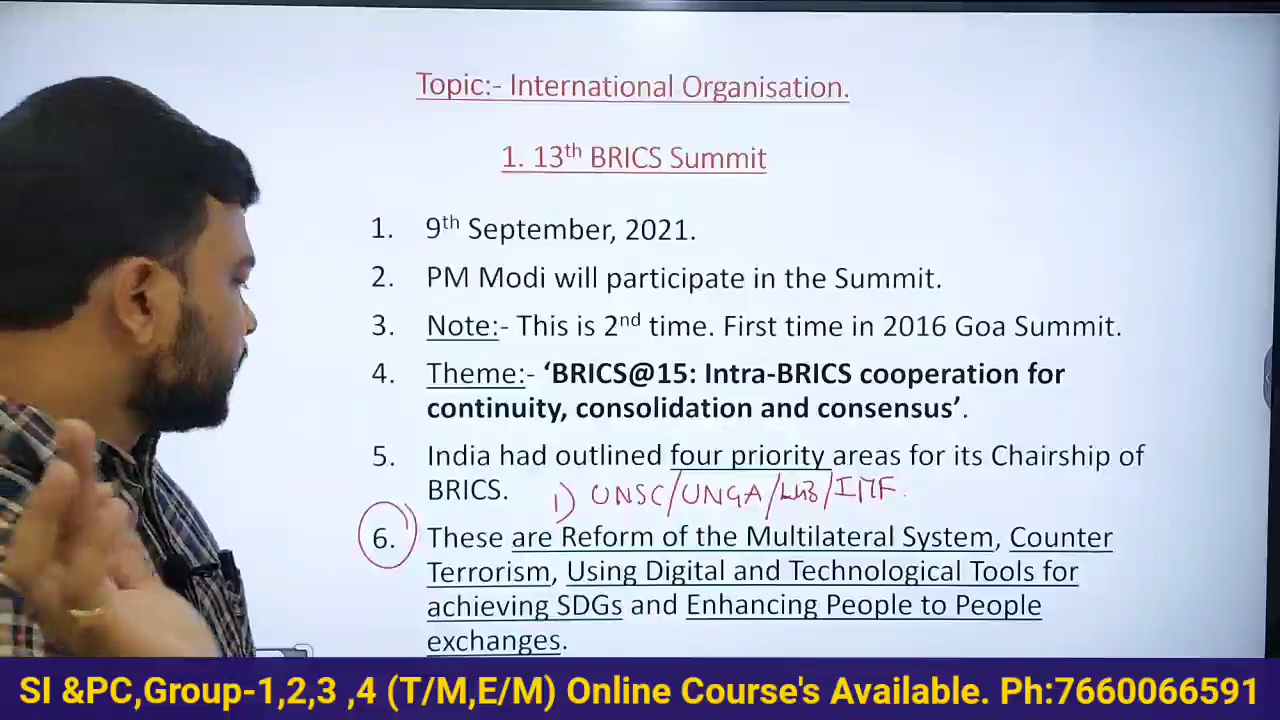 Topic:- International Organisation.
1. 13th BRICS Summit
1. 9th September, 2021.
2. PM Modi will participate in the Summit.
3. Note:- This is 2nd time. First time in 2016 Goa Summit.
4. Theme:- ‘BRICS@15: Intra-BRICS cooperation for
continuity, consolidation and consensus’.
5. India had outlined four priority areas for its Chairship of
BRICS.
1) UNSC/UNGA/WB/IMF.
6. These are Reform of the Multilateral System, Counter
Terrorism, Using Digital and Technological Tools for
achieving SDGs and Enhancing People to People
exchanges.
SI &PC,Group-1,2,3 ,4 (T/M,E/M) Online Course's Available. Ph:7660066591